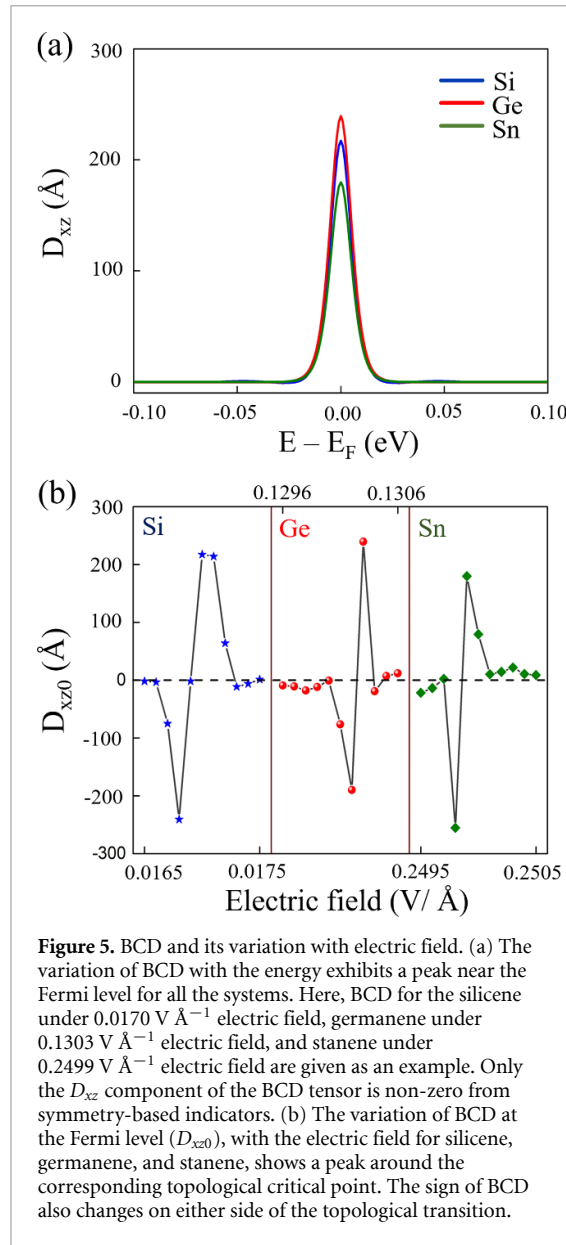 (a)
300
200
100
0
D_xz (Å)
Si
Ge
Sn
-0.10 -0.05 0.00 0.05 0.10
E – E_F (eV)
(b)
0.1296 0.1306
300
200
100
0
-100
-200
-300
D_xz0 (Å)
Si Ge Sn
0.0165 0.0175 0.2495 0.2505
Electric field (V/ Å)
Figure 5. BCD and its variation with electric field. (a) The
variation of BCD with the energy exhibits a peak near the
Fermi level for all the systems. Here, BCD for the silicene
under 0.0170 V Å⁻¹ electric field, germanene under
0.1303 V Å⁻¹ electric field, and stanene under
0.2499 V Å⁻¹ electric field are given as an example. Only
the D_xz component of the BCD tensor is non-zero from
symmetry-based indicators. (b) The variation of BCD at
the Fermi level (D_xz0), with the electric field for silicene,
germanene, and stanene, shows a peak around the
corresponding topological critical point. The sign of BCD
also changes on either side of the topological transition.